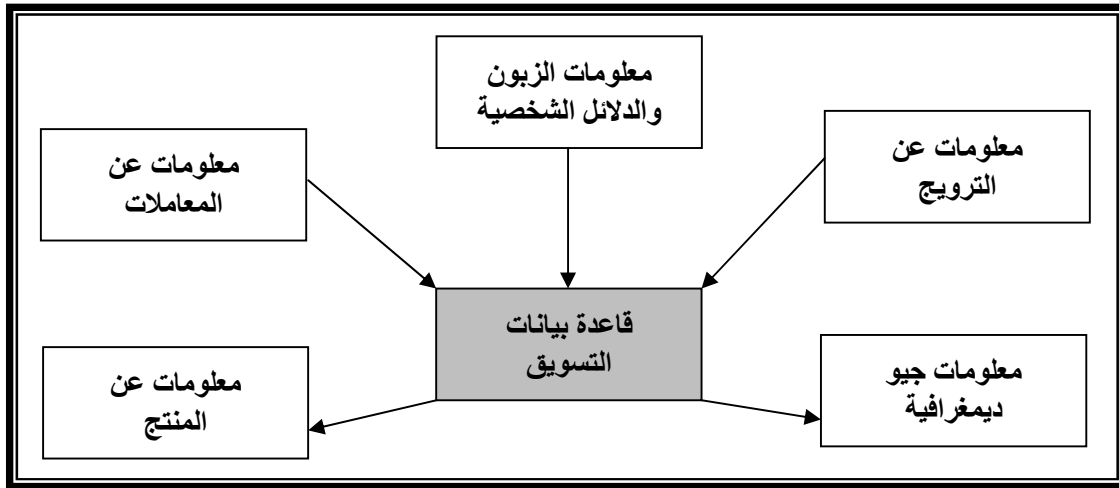 معلومات الزبون
والدلائل الشخصية
معلومات عن
الترويج
معلومات عن
المعاملات
قاعدة بيانات
التسويق
معلومات جيو
ديمغرافية
معلومات عن
المنتج